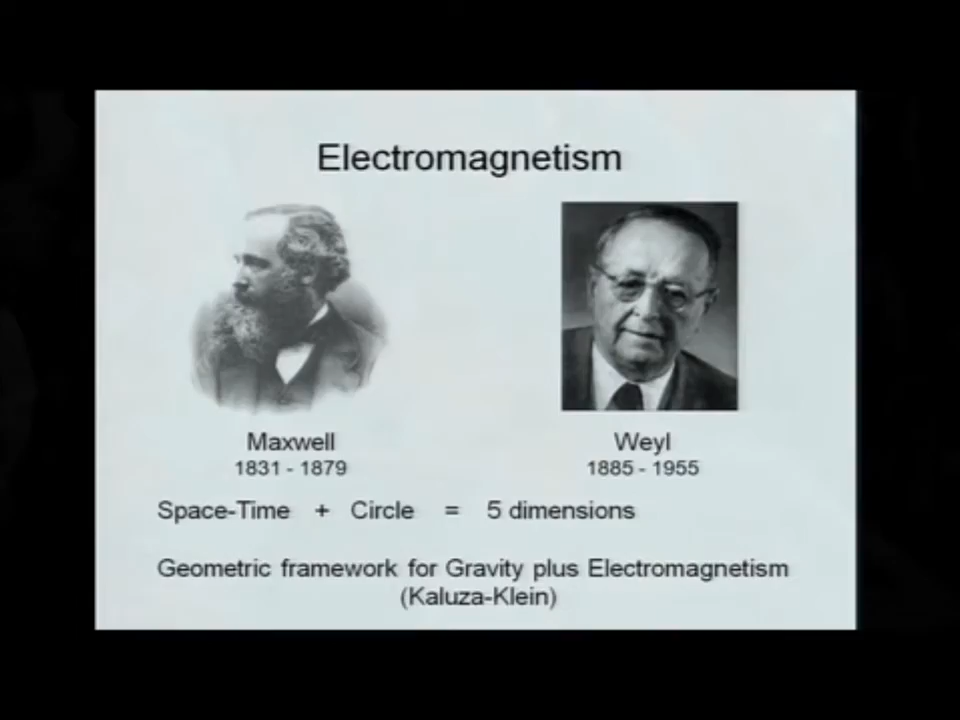 Electromagnetism
Maxwell
1831 - 1879
Weyl
1885 - 1955
Space-Time + Circle = 5 dimensions
Geometric framework for Gravity plus Electromagnetism
(Kaluza-Klein)